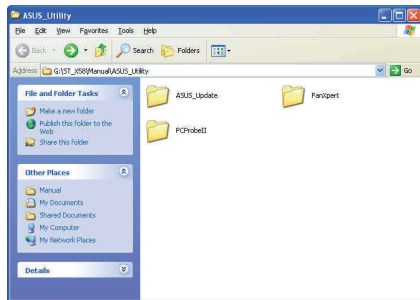 ASUS_Utility
File Edit View Favorites Tools Help
Back Search Folders
Address G:\ST_X58\Manual\ASUS_Utility Go
File and Folder Tasks
Make a new folder
Publish this folder to the Web
Share this folder
Other Places
Manual
My Documents
Shared Documents
My Computer
My Network Places
Details
ASUS_Update
FanXpert
PCProbeII